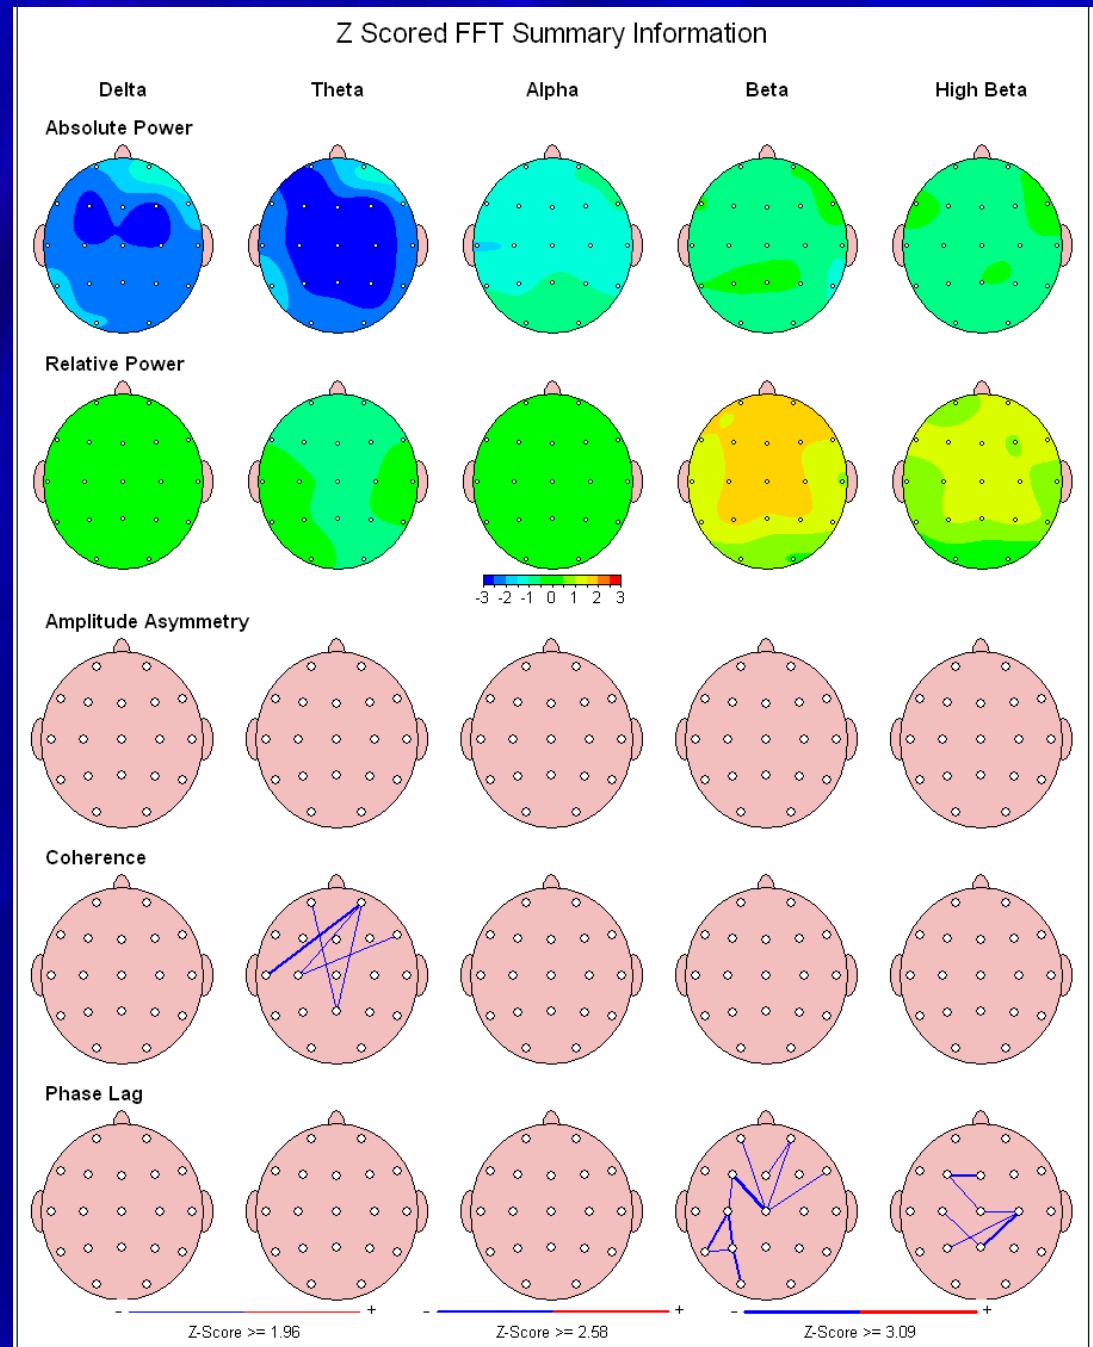 Z Scored FFT Summary Information
Delta Theta Alpha Beta High Beta
Absolute Power
Relative Power
-3 -2 -1 0 1 2 3
Amplitude Asymmetry
Coherence
Phase Lag
- + - + - +
Z-Score >= 1.96 Z-Score >= 2.58 Z-Score >= 3.09